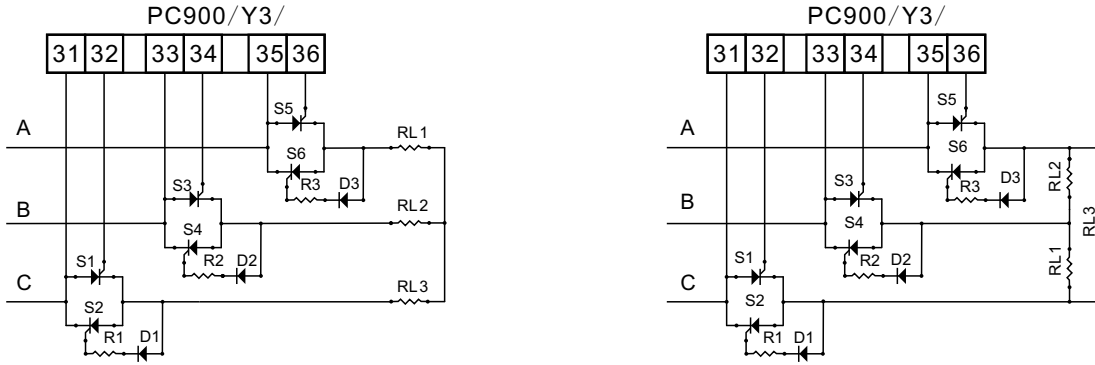 PC900/Y3/
31 32 33 34 35 36
S5
A
RL1
S6
R3 D3
S3
B
RL2
S4
R2 D2
S1
C
RL3
S2
R1 D1
PC900/Y3/
31 32 33 34 35 36
S5
A
S6
R3 D3
RL2
S3
B
RL3
S4
R2 D2
RL1
S1
C
S2
R1 D1